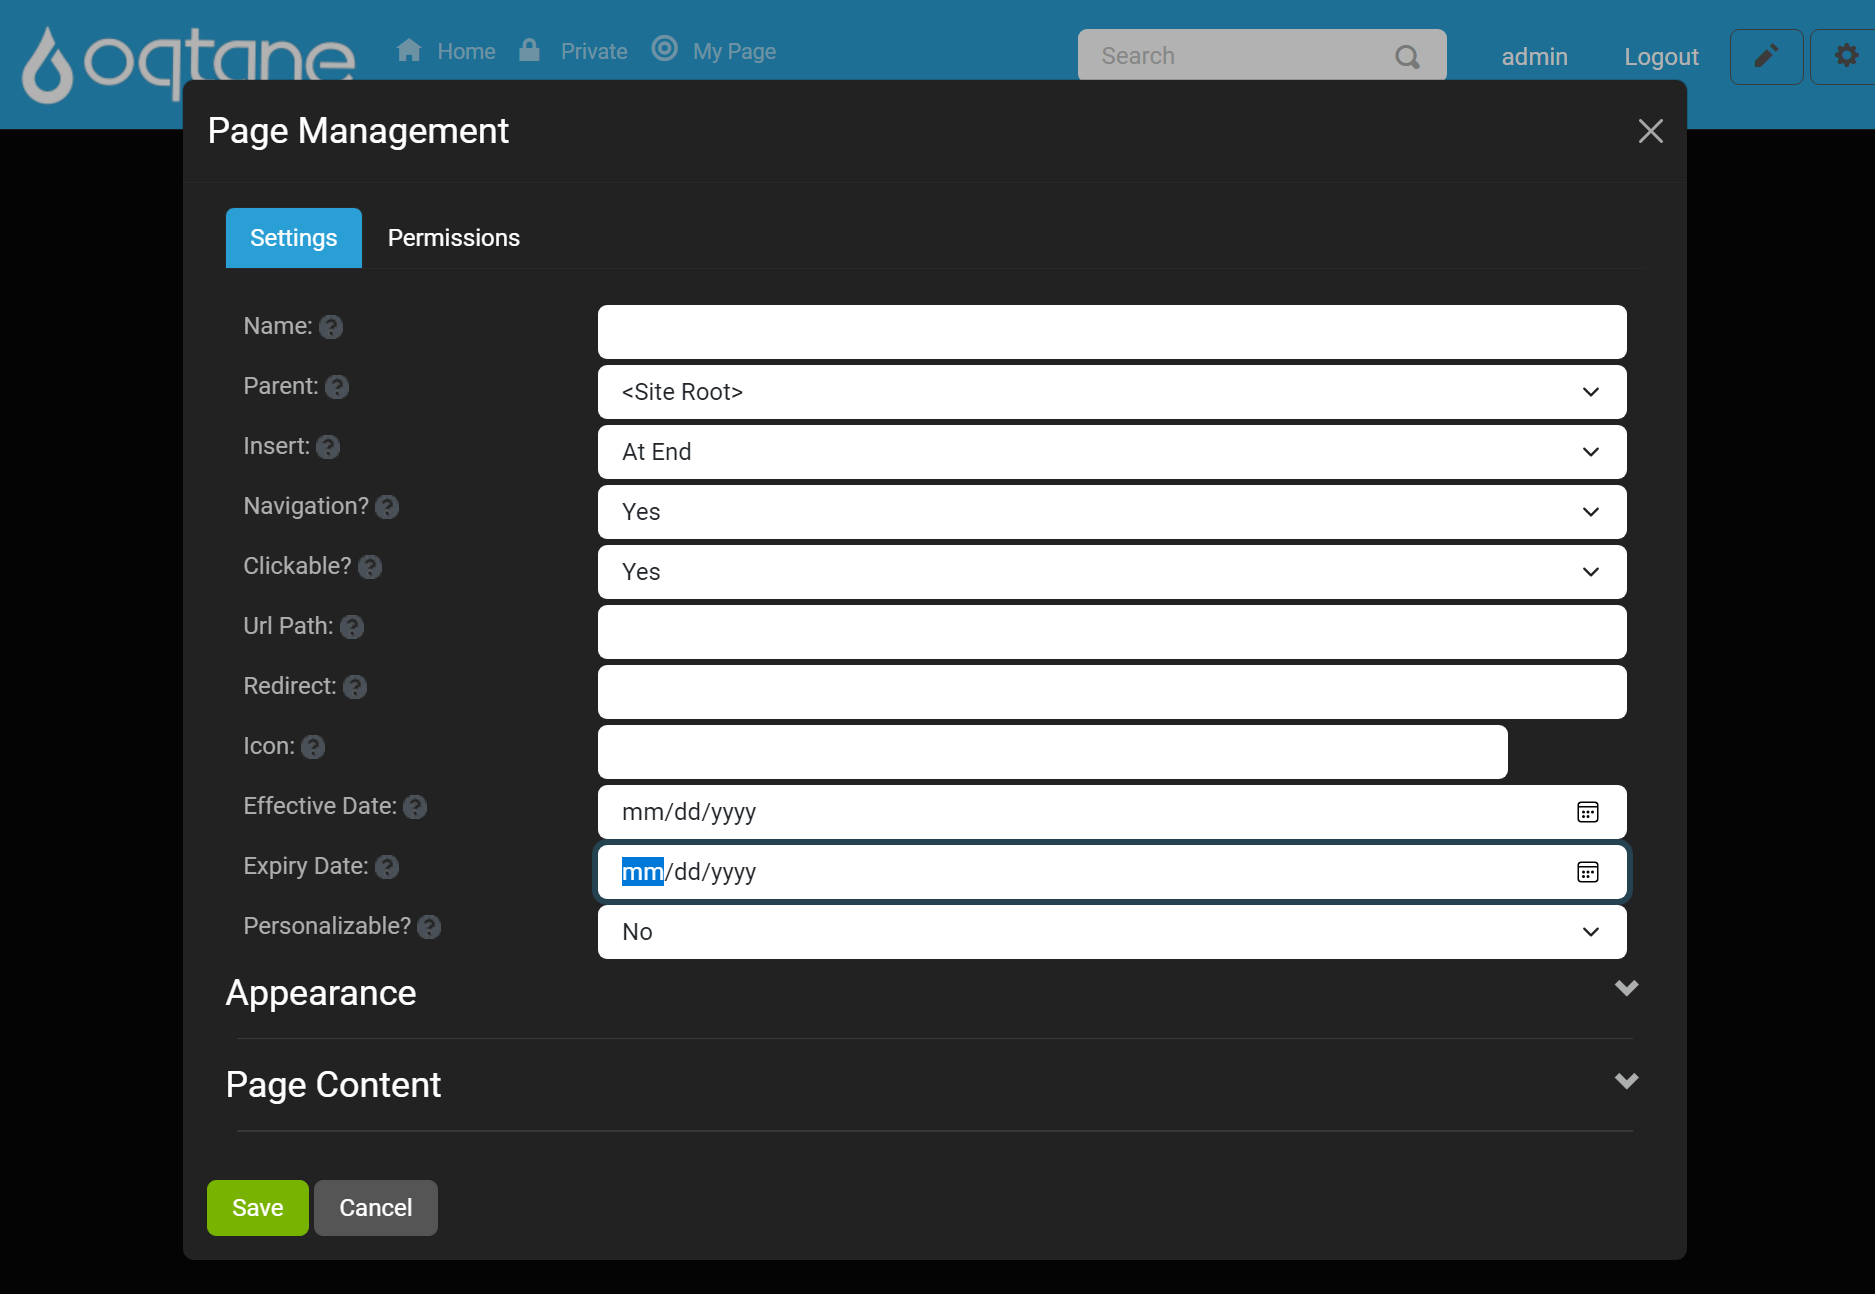 oqtane Home Private My Page Search admin Logout
Page Management
Settings Permissions
Name:
Parent: <Site Root>
Insert: At End
Navigation? Yes
Clickable? Yes
Url Path:
Redirect:
Icon:
Effective Date: mm/dd/yyyy
Expiry Date: mm/dd/yyyy
Personalizable? No
Appearance
Page Content
Save Cancel